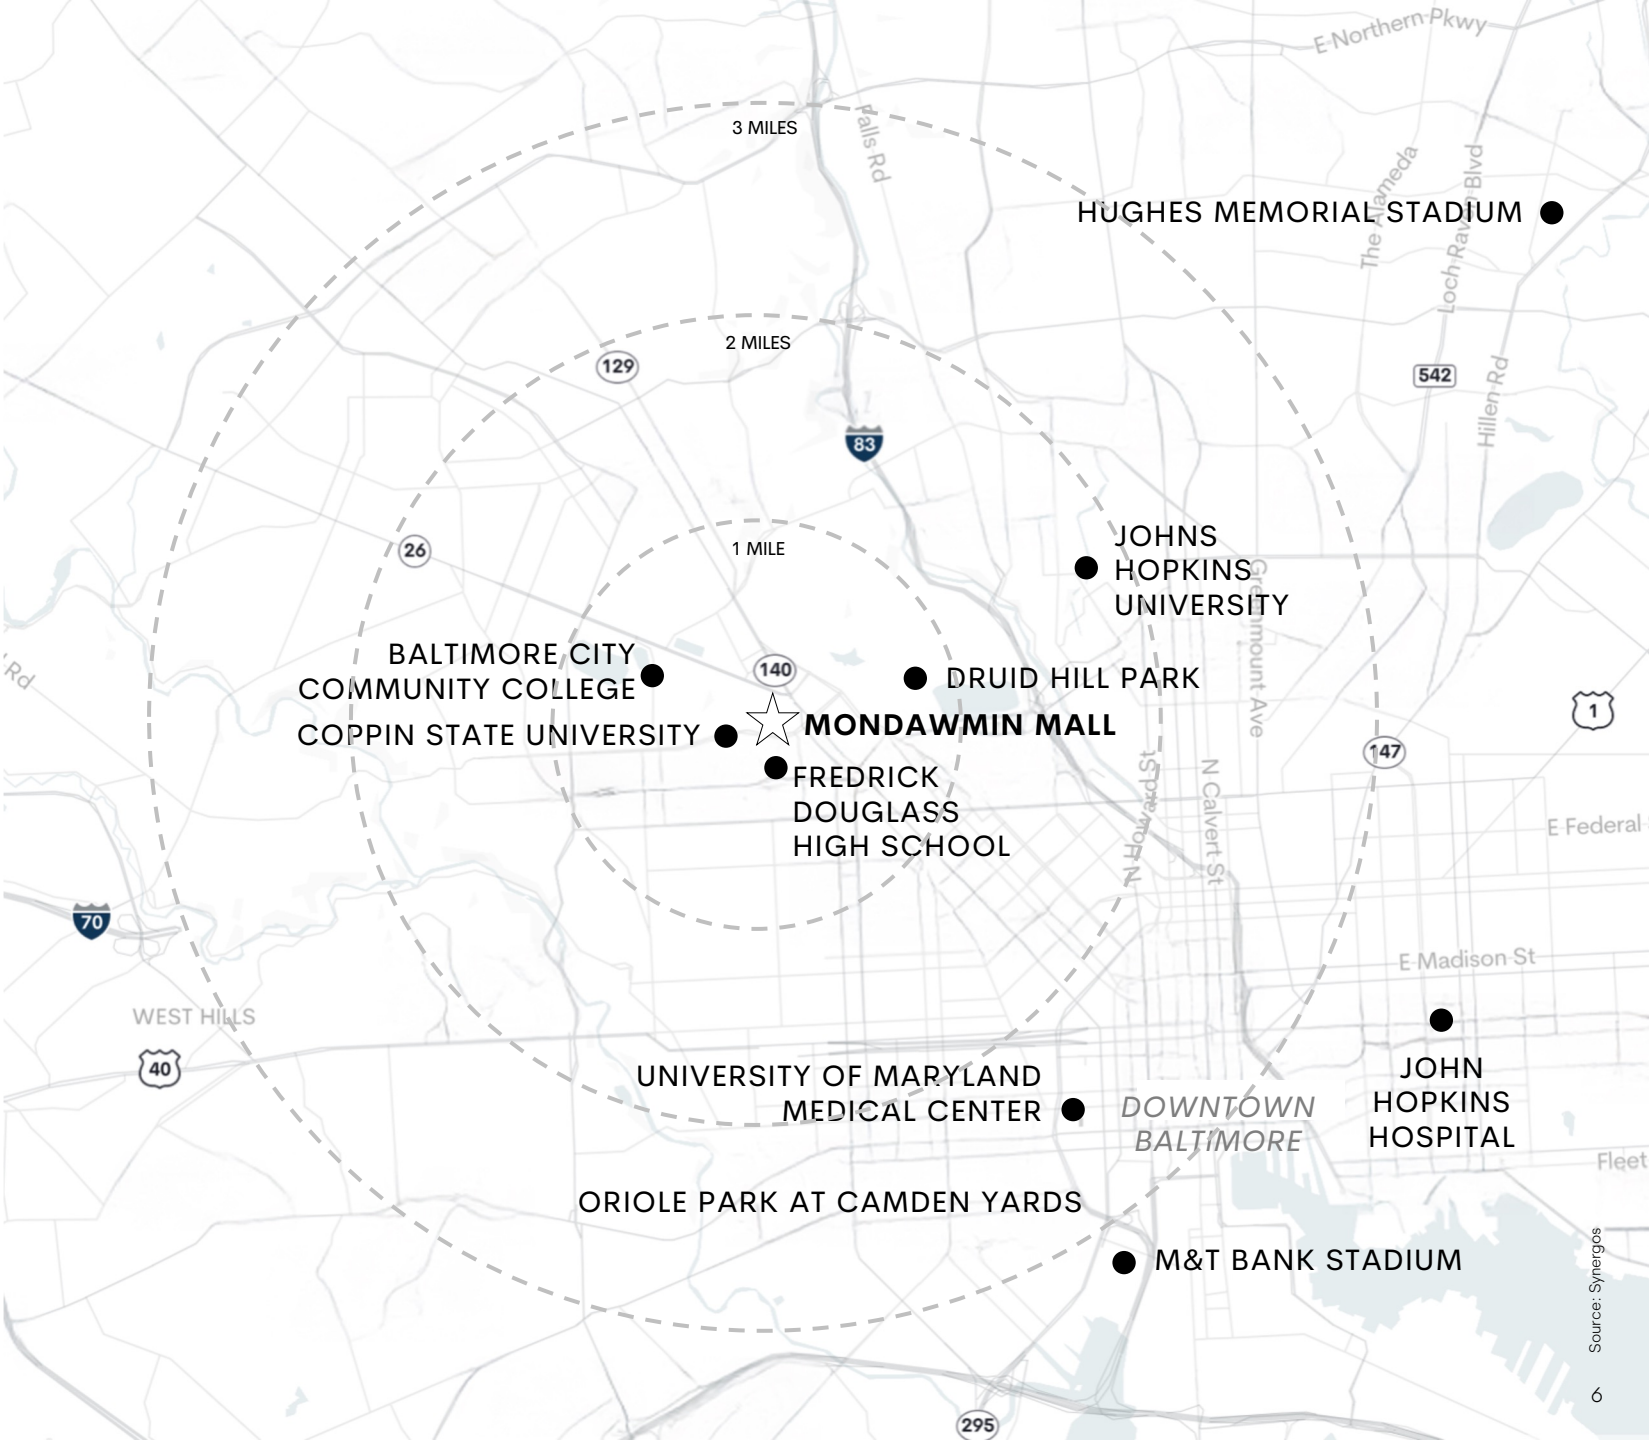 E Northern Pkwy
3 MILES
Falls Rd
The Alameda
Loch Raven Blvd
HUGHES MEMORIAL STADIUM
2 MILES
129
542
Hillen Rd
83
JOHNS
HOPKINS
UNIVERSITY
1 MILE
26
Greenmount Ave
BALTIMORE CITY
COMMUNITY COLLEGE
140
DRUID HILL PARK
Rd
MONDAWMIN MALL
COPPIN STATE UNIVERSITY
1
147
FREDRICK
DOUGLASS
HIGH SCHOOL
N Howard St
N Calvert St
E Federal
70
E Madison St
WEST HILLS
40
JOHN
HOPKINS
HOSPITAL
UNIVERSITY OF MARYLAND
MEDICAL CENTER
DOWNTOWN
BALTIMORE
Fleet
ORIOLE PARK AT CAMDEN YARDS
M&T BANK STADIUM
Source: Synergos
6
295